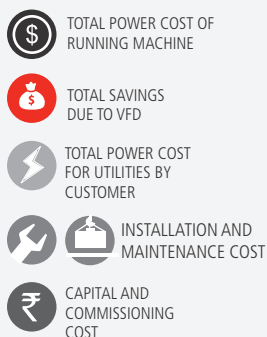 $
TOTAL POWER COST OF
RUNNING MACHINE
$
TOTAL SAVINGS
DUE TO VFD
TOTAL POWER COST
FOR UTILITIES BY
CUSTOMER
INSTALLATION AND
MAINTENANCE COST
₹
CAPITAL AND
COMMISSIONING
COST